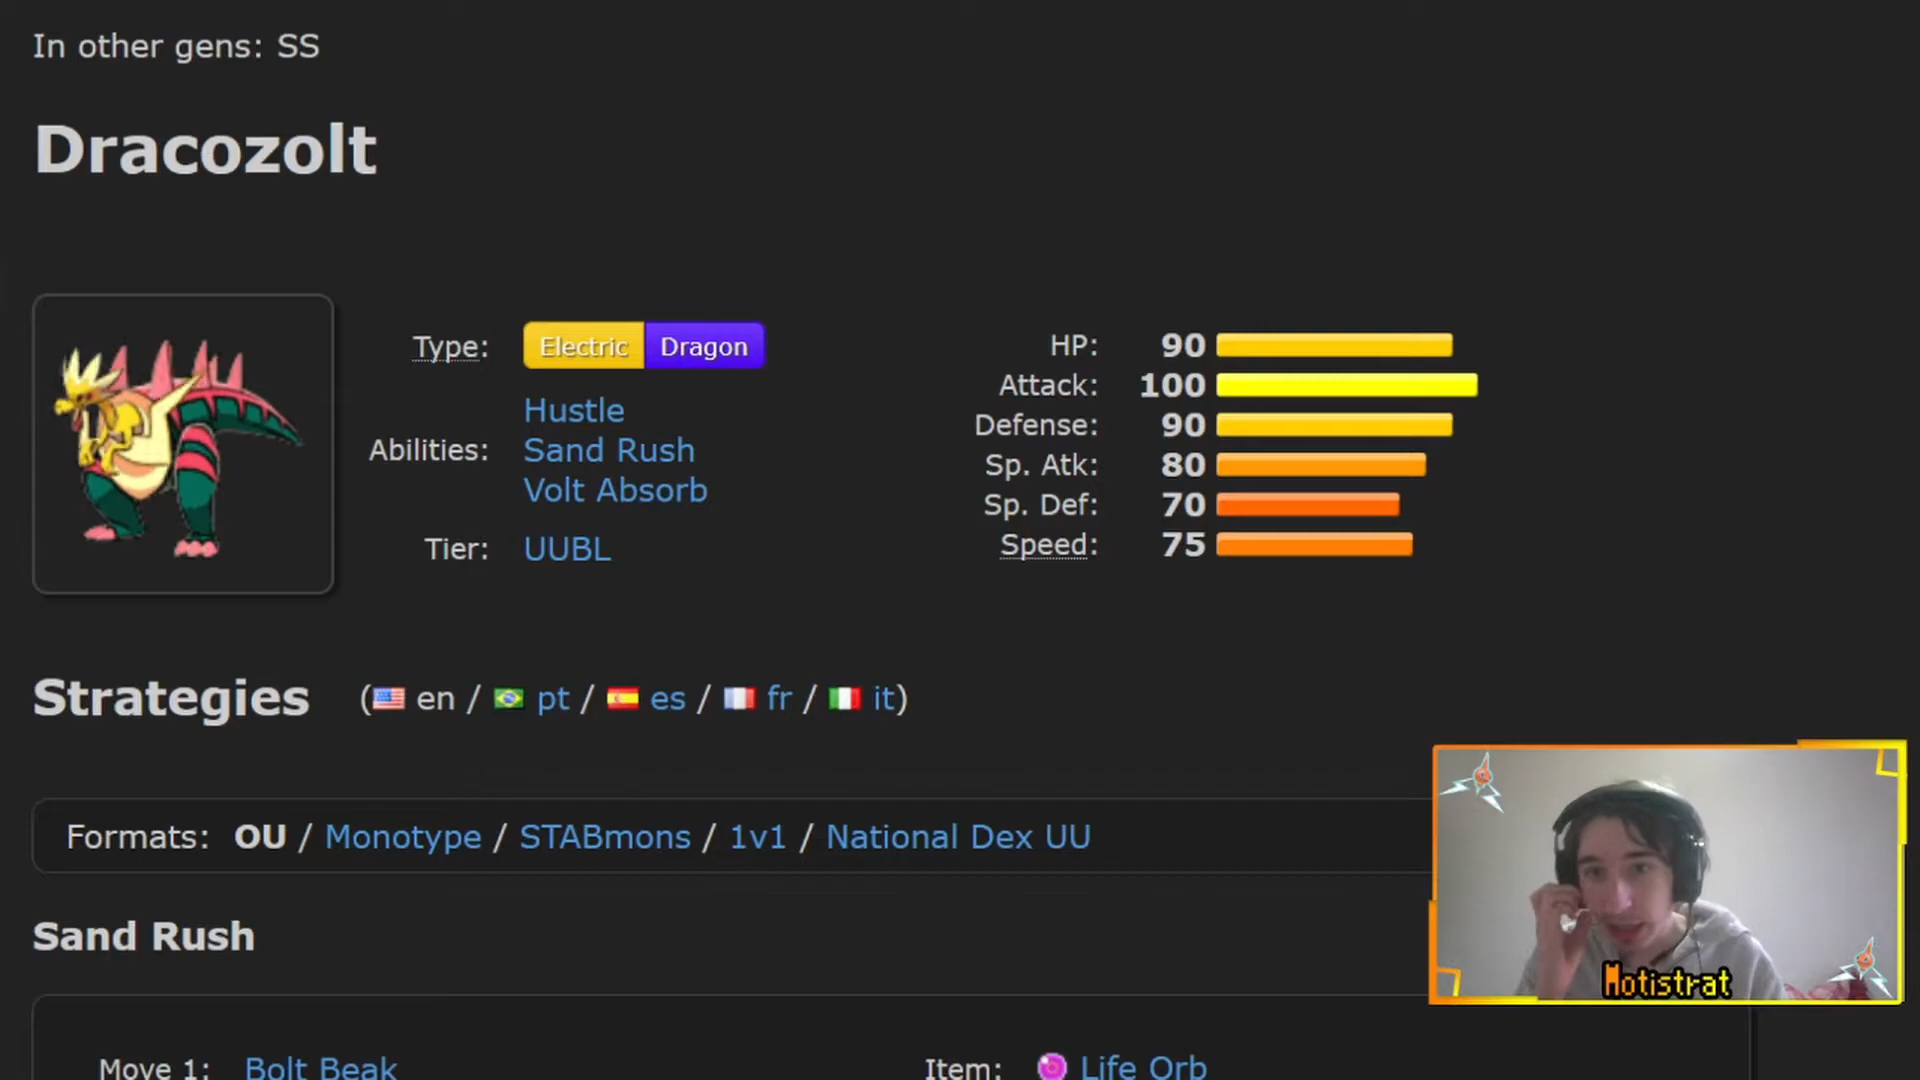 In other gens: SS
Dracozolt
Type: Electric Dragon
Abilities: Hustle
Sand Rush
Volt Absorb
Tier: UUBL
HP: 90
Attack: 100
Defense: 90
Sp. Atk: 80
Sp. Def: 70
Speed: 75
Strategies (en / pt / es / fr / it)
Formats: OU / Monotype / STABmons / 1v1 / National Dex UU
Sand Rush
Motistrat
Move 1: Bolt Beak
Item: Life Orb